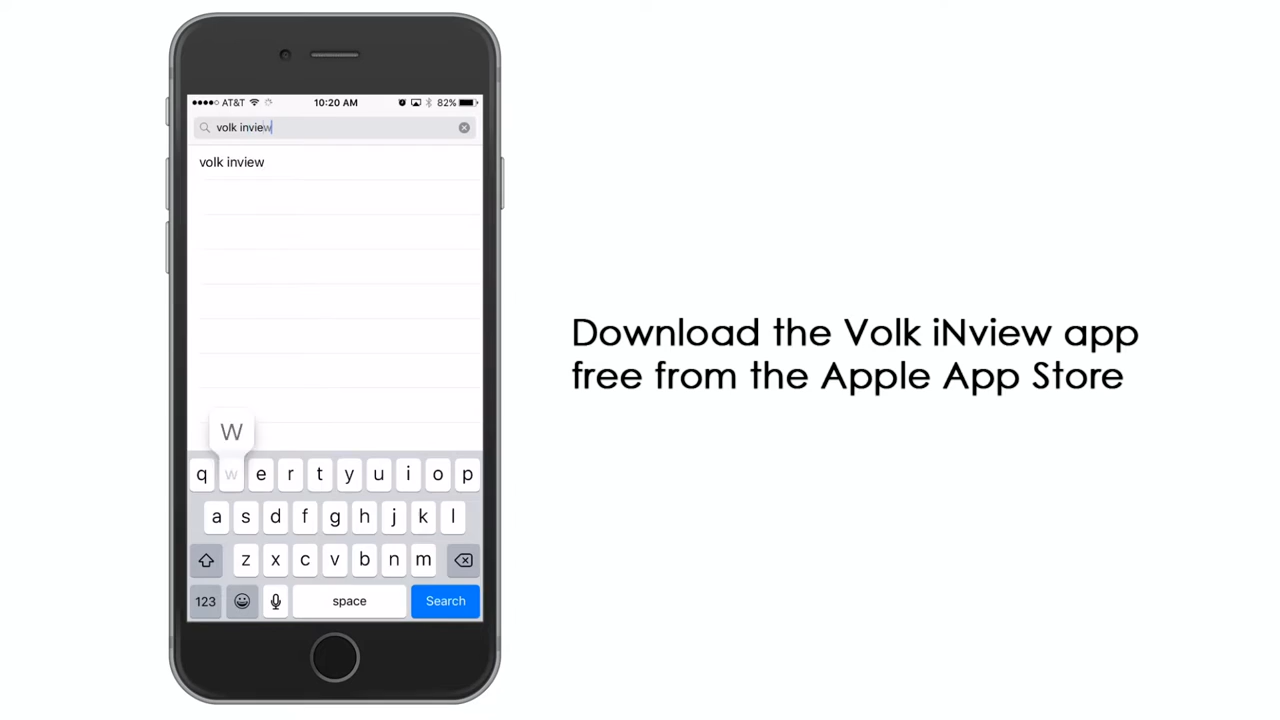 AT&T 10:20 AM 82%
volk inview
volk inview
W
q w e r t y u i o p
a s d f g h j k l
z x c v b n m
123 space Search
Download the Volk iNview app
free from the Apple App Store